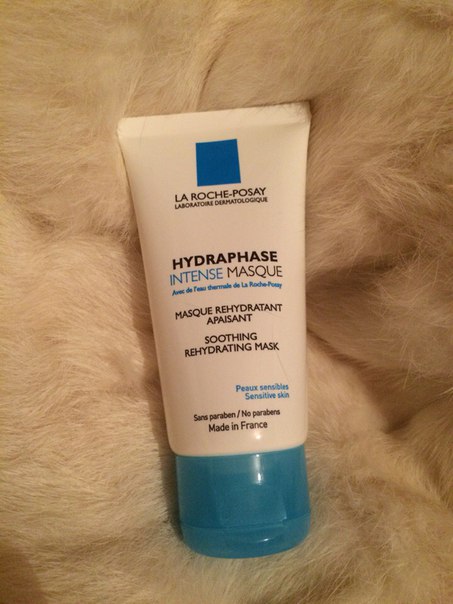 LA ROCHE-POSAY
LABORATOIRE DERMATOLOGIQUE
HYDRAPHASE
INTENSE MASQUE
Avec de l'eau thermale de La Roche-Posay
MASQUE REHYDRATANT
APAISANT
SOOTHING
REHYDRATING MASK
Peaux sensibles
Sensitive skin
Sans paraben / No parabens
Made in France